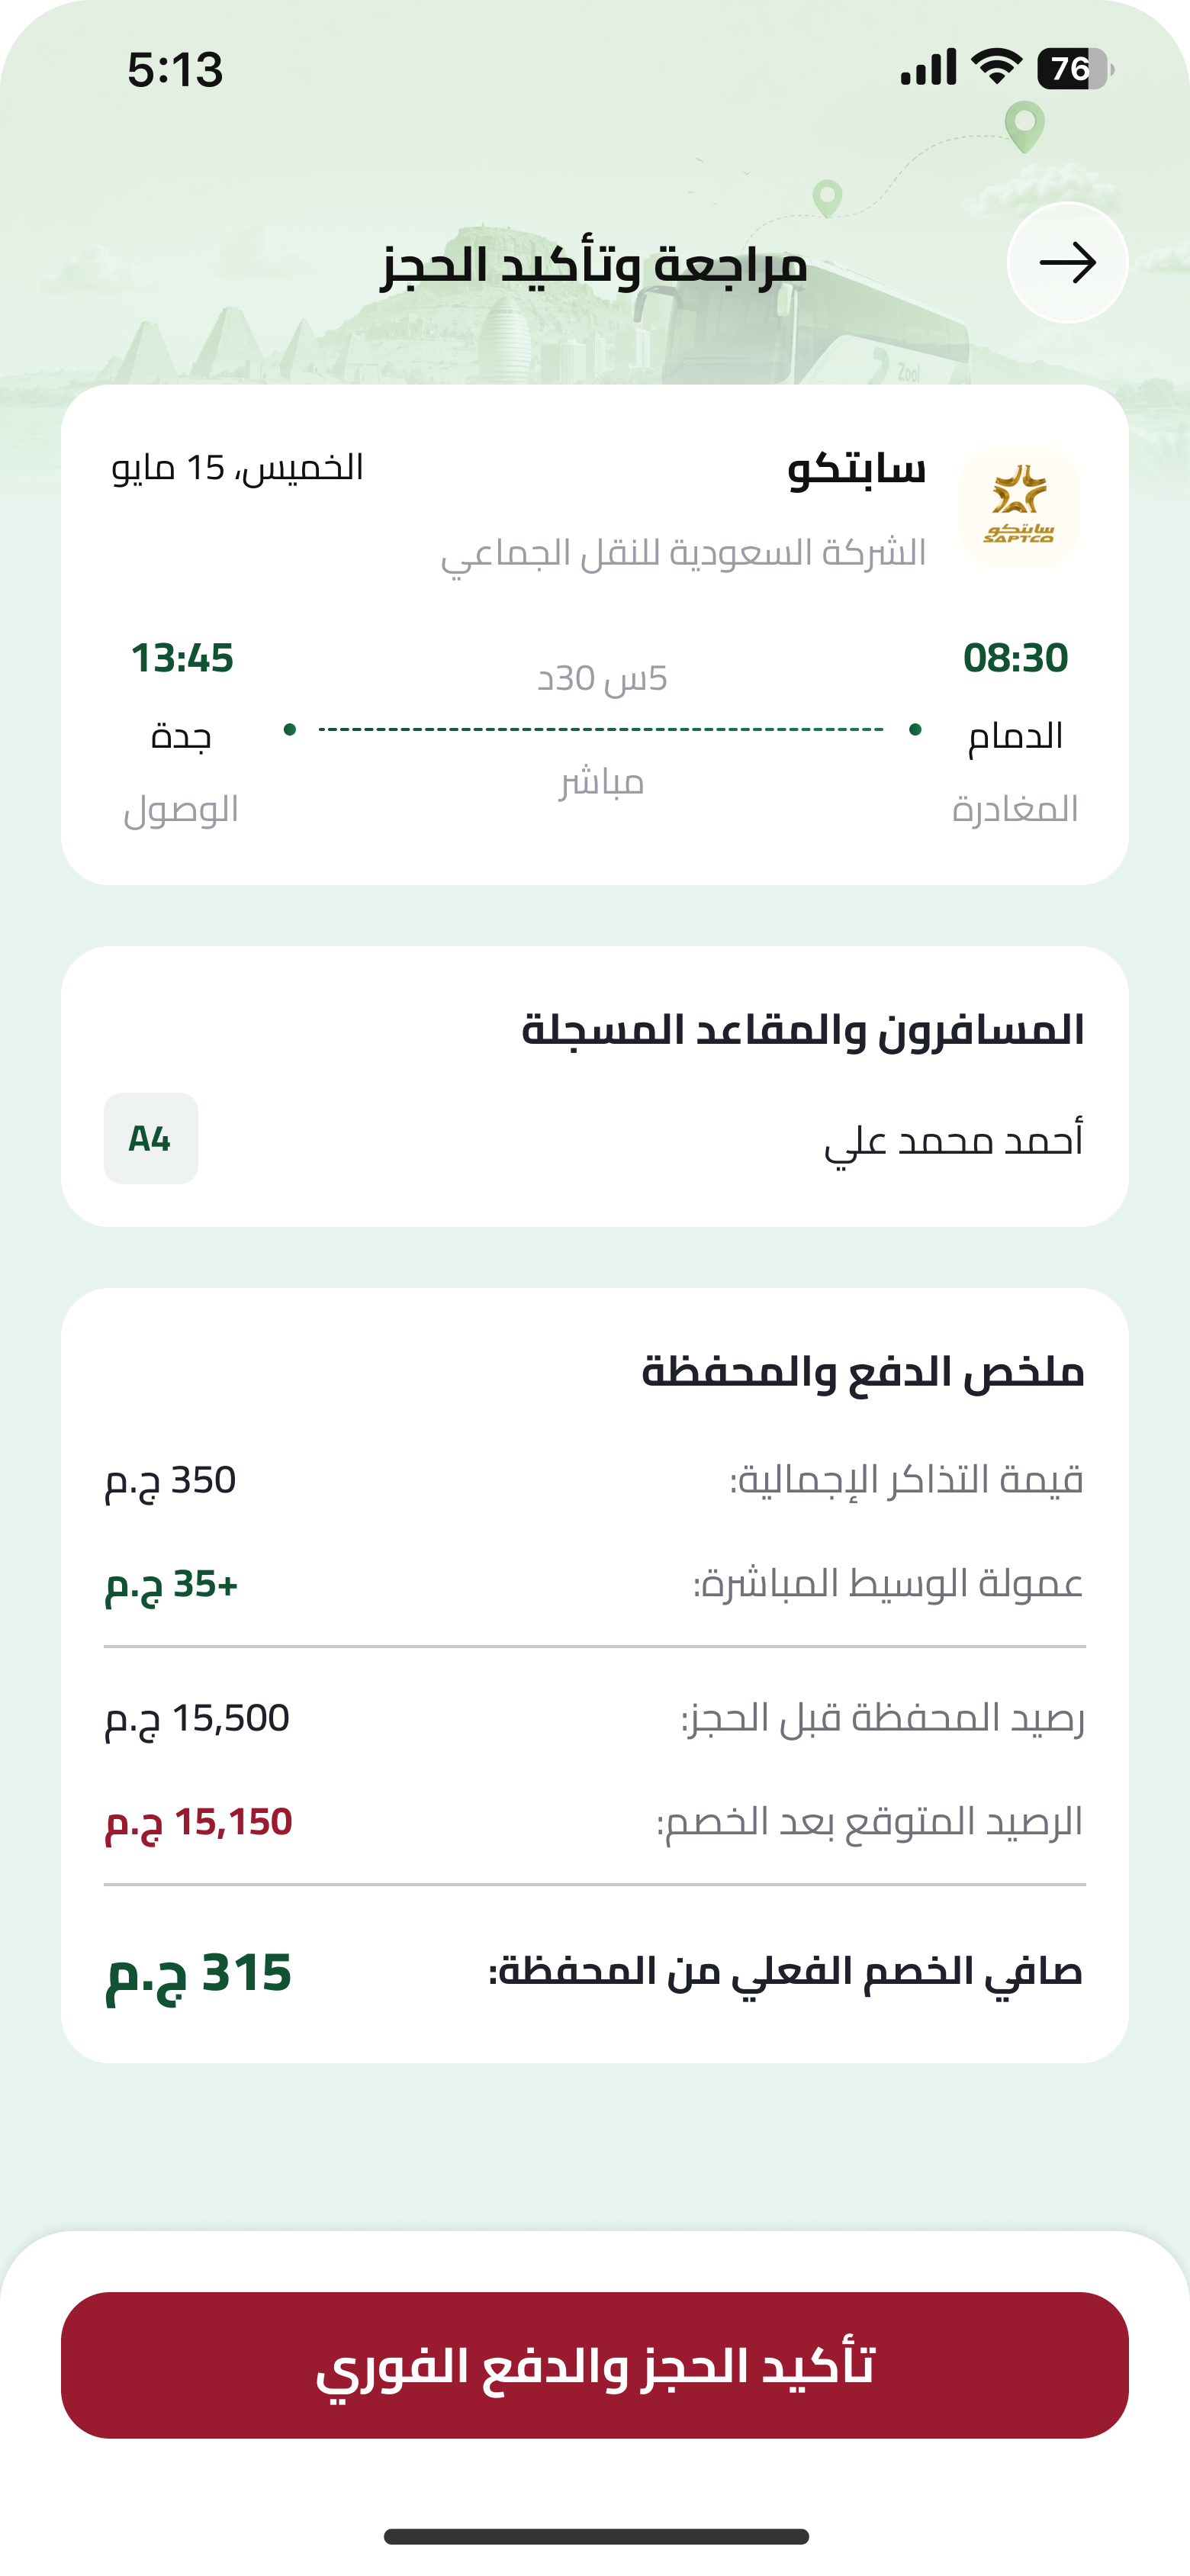 5:13
76
مراجعة وتأكيد الحجز
Zool
سابتكو
الخميس، 15 مايو
الشركة السعودية للنقل الجماعي
سابتكو
SAPTCO
08:30
5س 30د
13:45
الدمام
جدة
مباشر
المغادرة
الوصول
المسافرون والمقاعد المسجلة
أحمد محمد علي
A4
ملخص الدفع والمحفظة
قيمة التذاكر الإجمالية:
350 ج.م
عمولة الوسيط المباشرة:
+35 ج.م
رصيد المحفظة قبل الحجز:
15,500 ج.م
الرصيد المتوقع بعد الخصم:
15,150 ج.م
صافي الخصم الفعلي من المحفظة:
315 ج.م
تأكيد الحجز والدفع الفوري